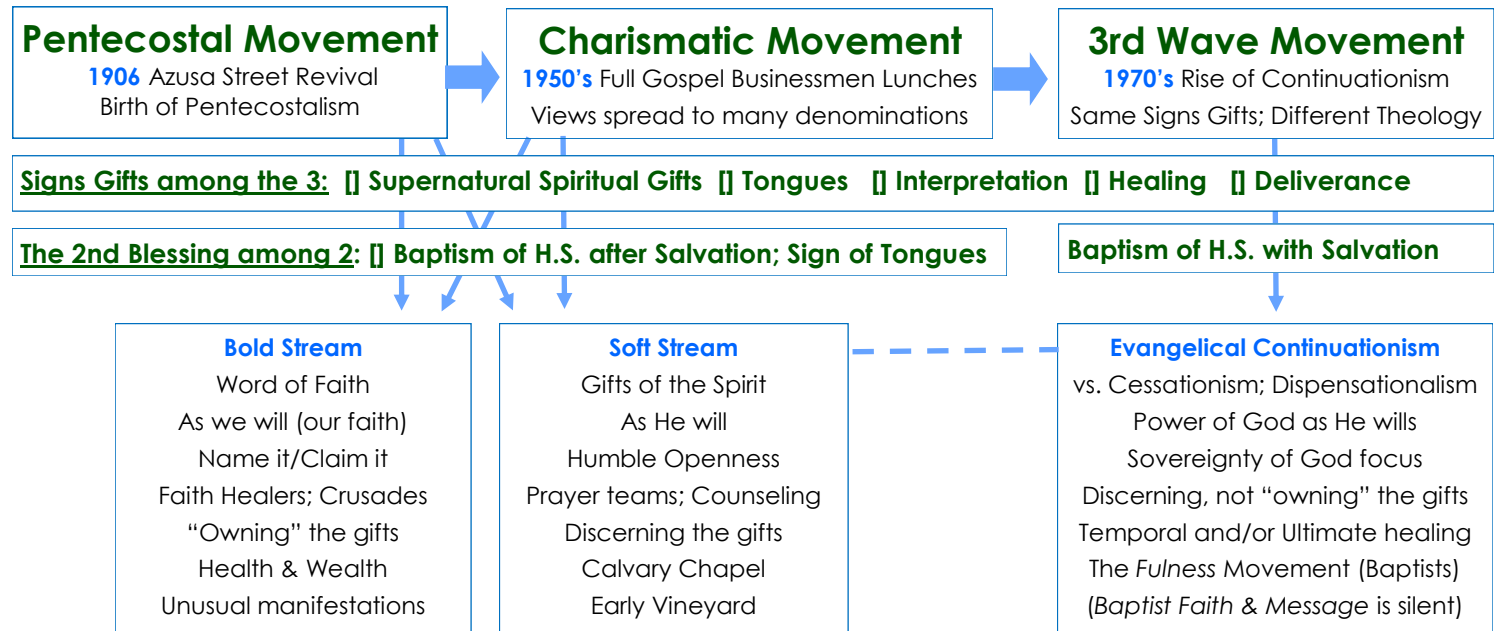 Pentecostal Movement
1906 Azusa Street Revival
Birth of Pentecostalism
Charismatic Movement
1950's Full Gospel Businessmen Lunches
Views spread to many denominations
3rd Wave Movement
1970's Rise of Continuationism
Same Signs Gifts; Different Theology
Signs Gifts among the 3: [] Supernatural Spiritual Gifts [] Tongues [] Interpretation [] Healing [] Deliverance
The 2nd Blessing among 2: [] Baptism of H.S. after Salvation; Sign of Tongues
Baptism of H.S. with Salvation
Bold Stream
Word of Faith
As we will (our faith)
Name it/Claim it
Faith Healers; Crusades
“Owning” the gifts
Health & Wealth
Unusual manifestations
Soft Stream
Gifts of the Spirit
As He will
Humble Openness
Prayer teams; Counseling
Discerning the gifts
Calvary Chapel
Early Vineyard
Evangelical Continuationism
vs. Cessationism; Dispensationalism
Power of God as He wills
Sovereignty of God focus
Discerning, not “owning” the gifts
Temporal and/or Ultimate healing
The Fulness Movement (Baptists)
(Baptist Faith & Message is silent)